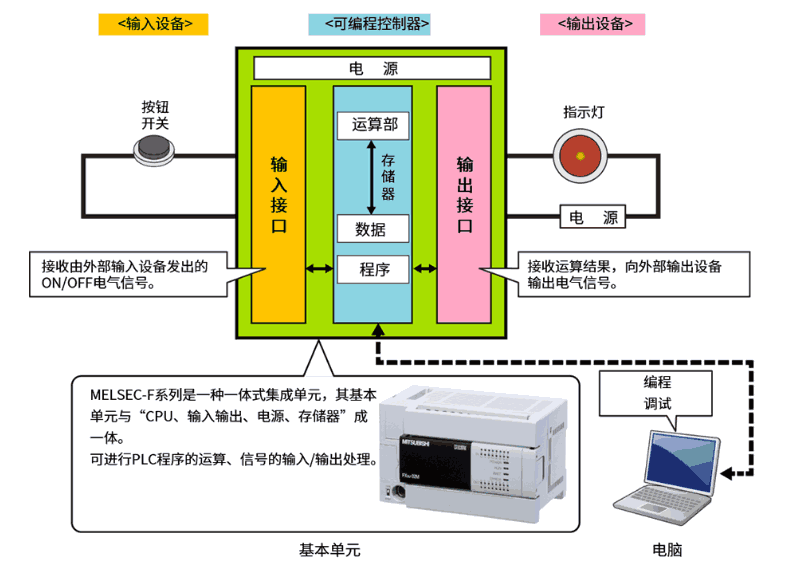 <输入设备>
<可编程控制器>
<输出设备>
电 源
按钮
开关
输入接口
运算部
存储器
数据
程序
输出接口
指示灯
电 源
接收由外部输入设备发出的
ON/OFF电气信号。
接收运算结果，向外部输出设备
输出电气信号。
MELSEC-F系列是一种一体式集成单元，其基本
单元与“CPU、输入输出、电源、存储器”成
一体。
可进行PLC程序的运算、信号的输入/输出处理。
MITSUBISHI
编程
调试
基本单元
电脑